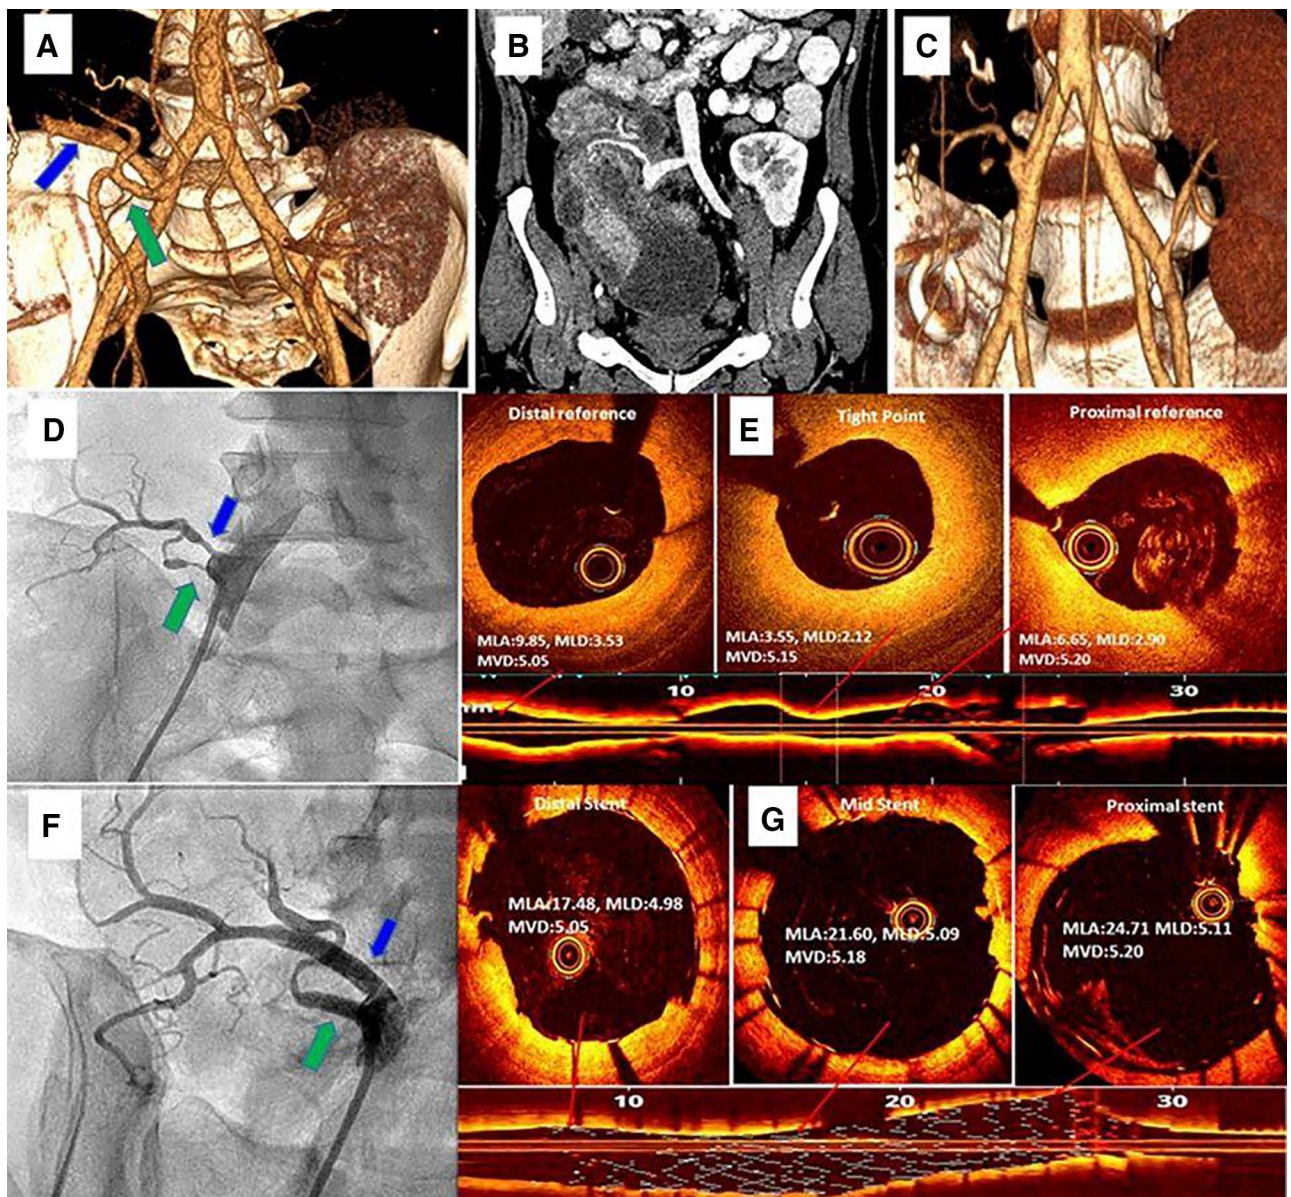 A
B
C
D
Distal reference
MLA:9.85, MLD:3.53
MVD:5.05
E
Tight Point
MLA:3.55, MLD:2.12
MVD:5.15
Proximal reference
MLA:6.65, MLD:2.90
MVD:5.20
10
20
30
F
Distal Stent
MLA:17.48, MLD:4.98
MVD:5.05
G
Mid Stent
MLA:21.60, MLD:5.09
MVD:5.18
Proximal stent
MLA:24.71 MLD:5.11
MVD:5.20
10
20
30